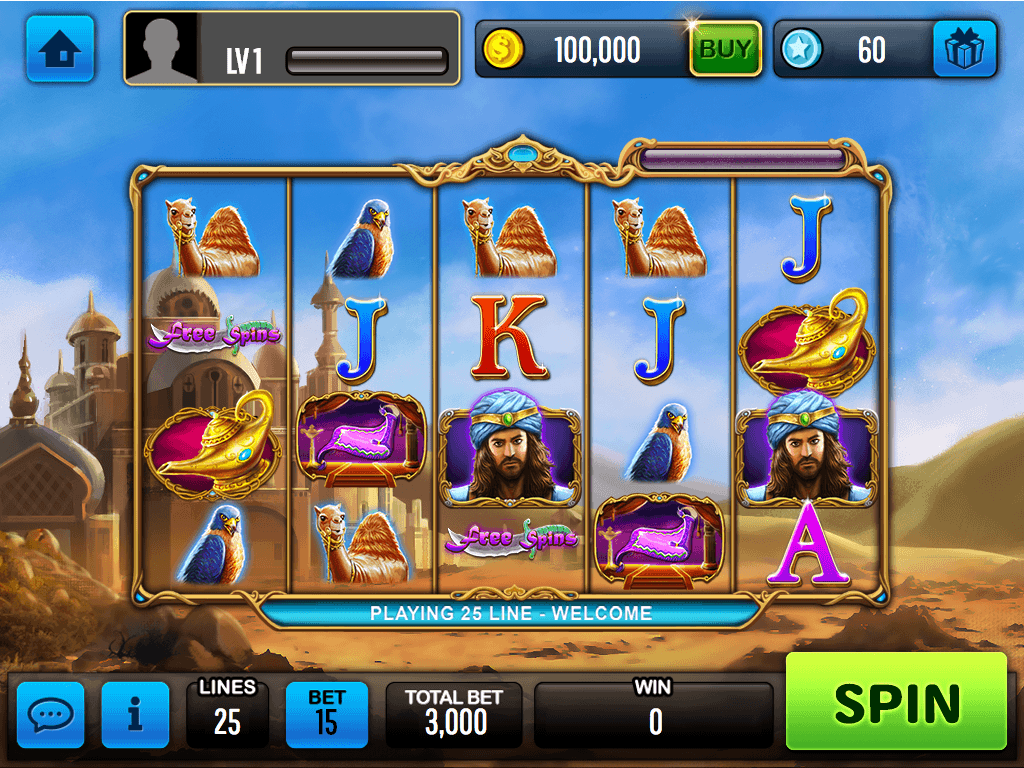 LV1
100,000
BUY
60
J
Free Spins
J
K
J
Free Spins
A
PLAYING 25 LINE - WELCOME
LINES
25
BET
15
TOTAL BET
3,000
WIN
0
SPIN